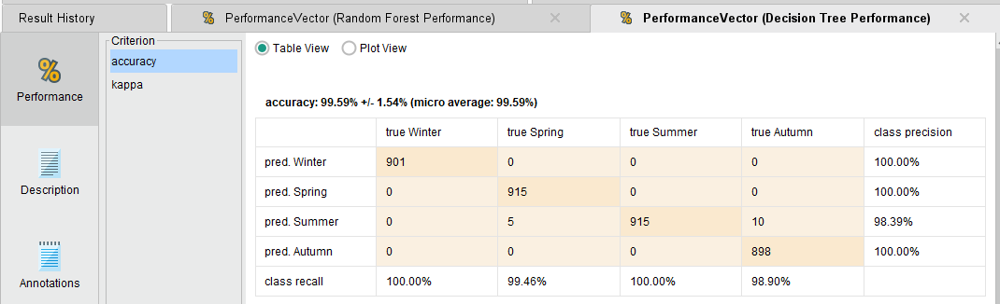 Result History
PerformanceVector (Random Forest Performance)
PerformanceVector (Decision Tree Performance)
Performance
Description
Annotations
Criterion
accuracy
kappa
Table View Plot View
accuracy: 99.59% +/- 1.54% (micro average: 99.59%)
true Winter true Spring true Summer true Autumn class precision
pred. Winter 901 0 0 0 100.00%
pred. Spring 0 915 0 0 100.00%
pred. Summer 0 5 915 10 98.39%
pred. Autumn 0 0 0 898 100.00%
class recall 100.00% 99.46% 100.00% 98.90%